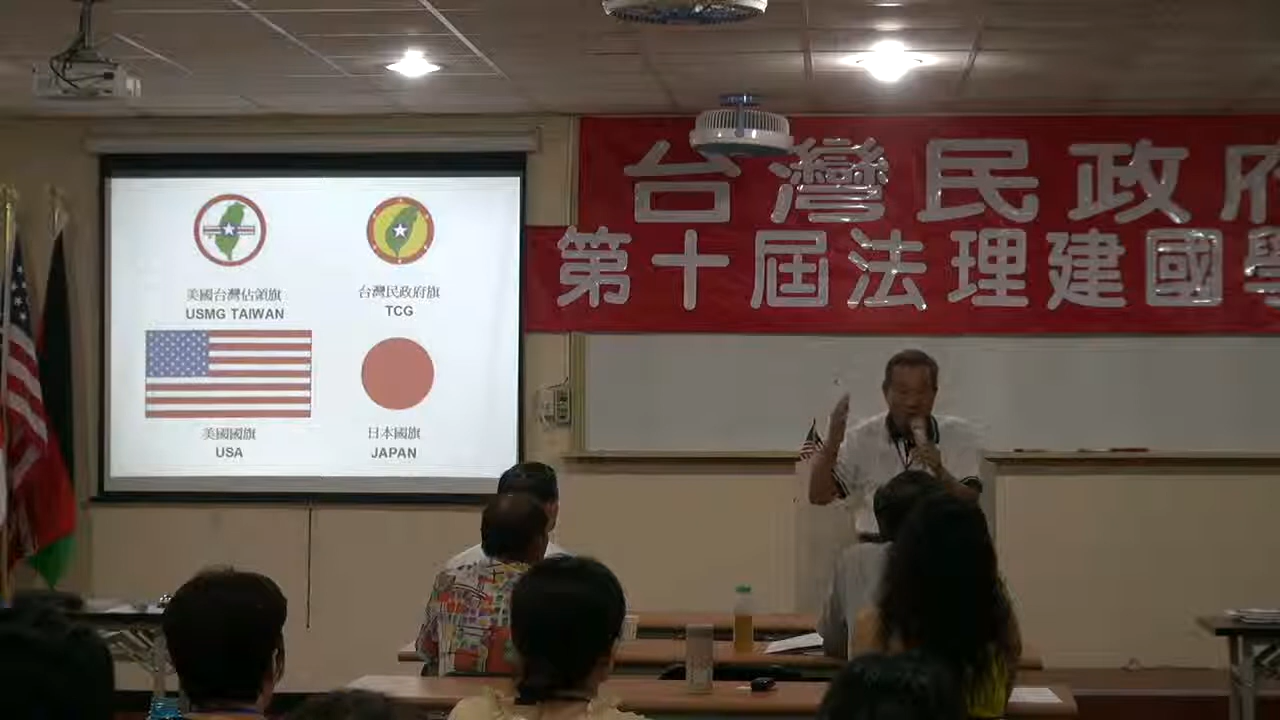 台灣民政府
第十屆法理建國學
美國台灣佔領旗
USMG TAIWAN
台灣民政府旗
TCG
美國國旗
USA
日本國旗
JAPAN